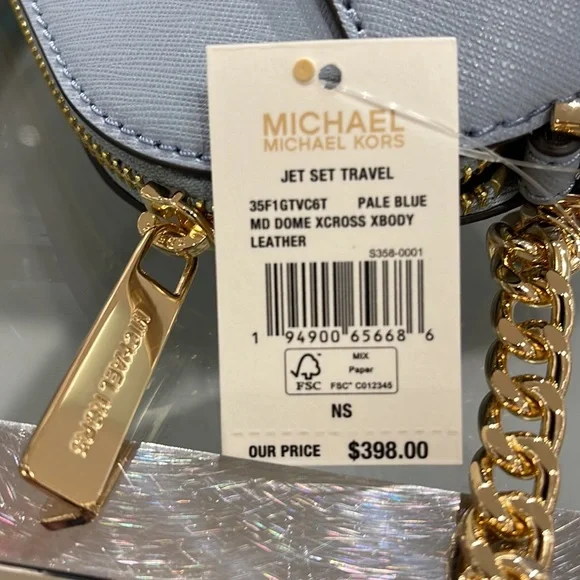 MICHAEL
MICHAEL KORS
JET SET TRAVEL
35F1GTVC6T PALE BLUE
MD DOME XCROSS XBODY
LEATHER
S358-0001
1 94900 65668 6
FSC
MIX
Paper
FSC® C012345
NS
OUR PRICE $398.00
MICHAEL KORS